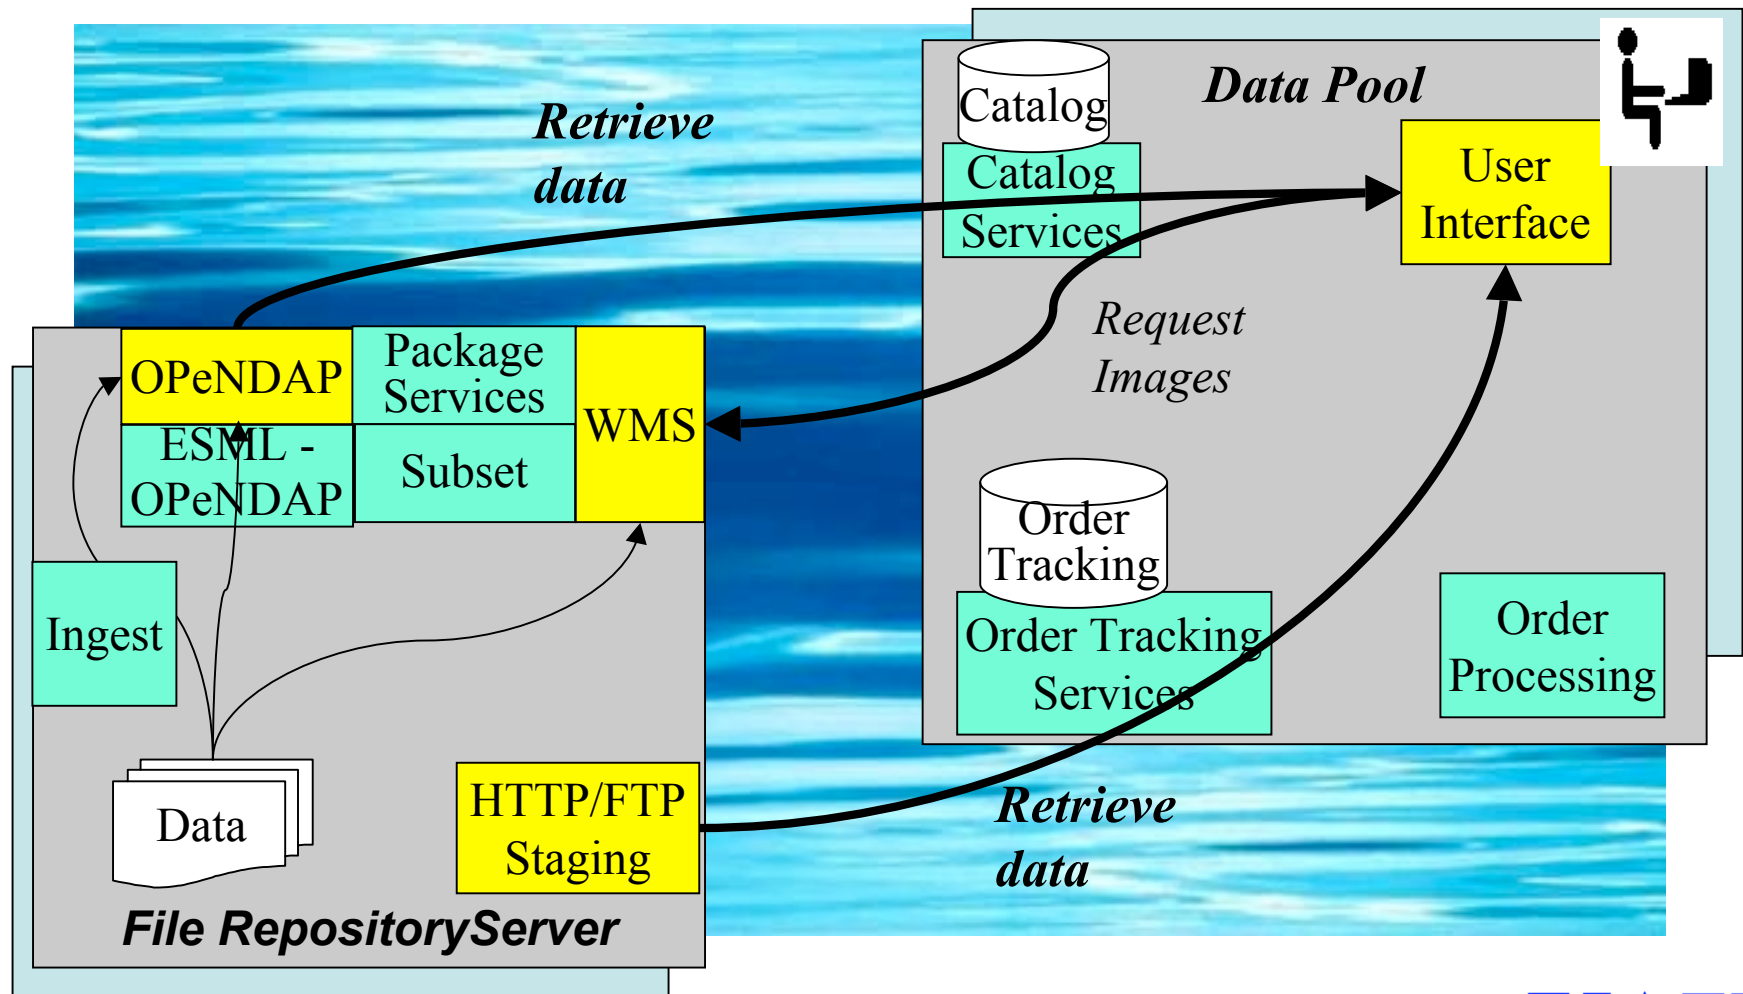 Data Pool
Catalog
Catalog
Services
User
Interface
Retrieve
data
Request
Images
OPeNDAP
Package
Services
WMS
ESML -
OPeNDAP
Subset
Order
Tracking
Order Tracking
Services
Order
Processing
Ingest
Data
HTTP/FTP
Staging
Retrieve
data
File RepositoryServer